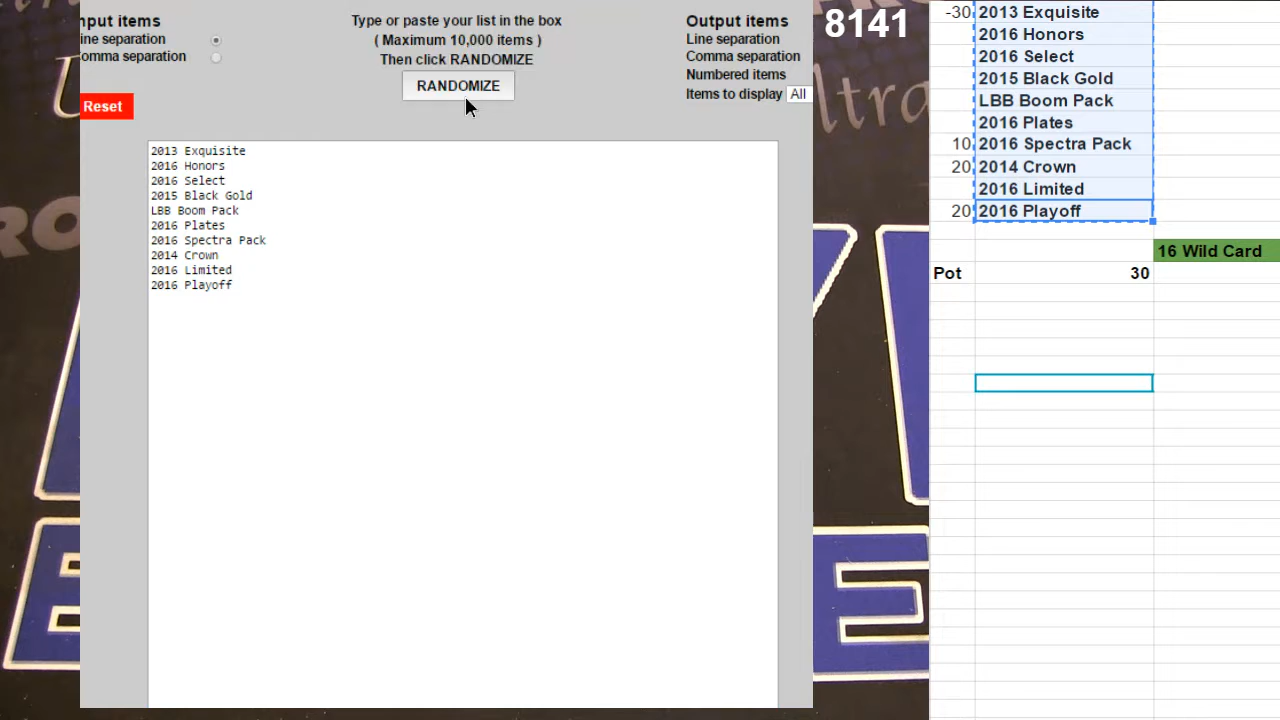 nput items
ine separation
omma separation
Reset
Type or paste your list in the box
( Maximum 10,000 items )
Then click RANDOMIZE
RANDOMIZE
Output items
Line separation
Comma separation
Numbered items
Items to display All
2013 Exquisite
2016 Honors
2016 Select
2015 Black Gold
LBB Boom Pack
2016 Plates
2016 Spectra Pack
2014 Crown
2016 Limited
2016 Playoff
8141
-30 2013 Exquisite
2016 Honors
2016 Select
2015 Black Gold
LBB Boom Pack
2016 Plates
10 2016 Spectra Pack
20 2014 Crown
2016 Limited
20 2016 Playoff
16 Wild Card
Pot 30